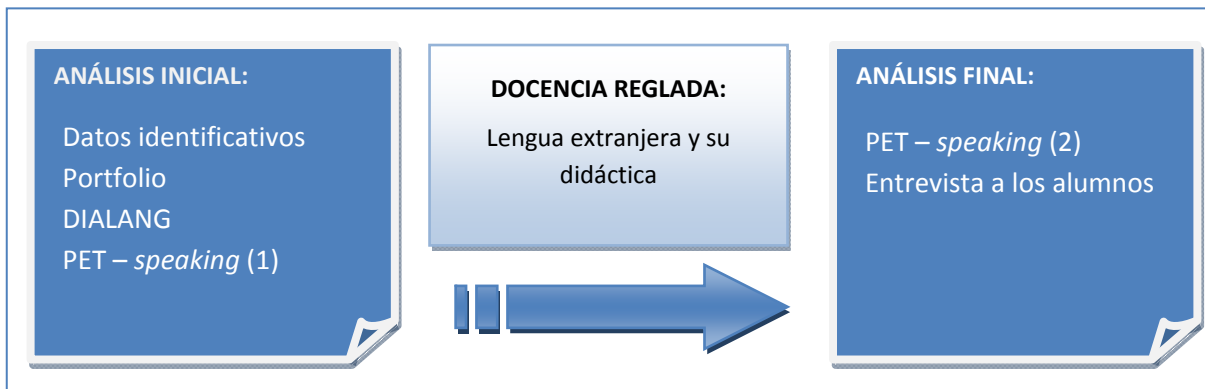 ANÁLISIS INICIAL:
Datos identificativos
Portfolio
DIALANG
PET – speaking (1)
DOCENCIA REGLADA:
Lengua extranjera y su
didáctica
ANÁLISIS FINAL:
PET – speaking (2)
Entrevista a los alumnos